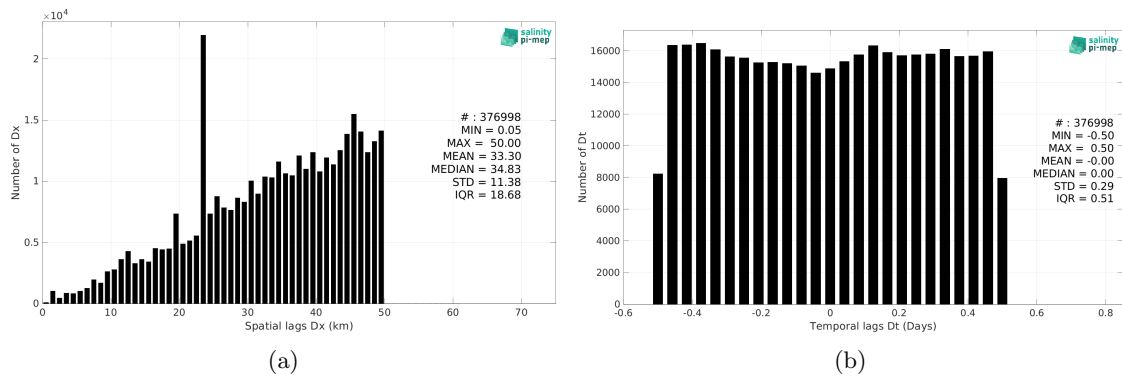 ×10⁴
2
1.5
1
0.5
0
Number of Dx
0 10 20 30 40 50 60 70
Spatial lags Dx (km)
salinity
pi-mep
# : 376998
MIN = 0.05
MAX = 50.00
MEAN = 33.30
MEDIAN = 34.83
STD = 11.38
IQR = 18.68
(a)
16000
14000
12000
10000
8000
6000
4000
2000
0
Number of Dt
-0.6 -0.4 -0.2 0 0.2 0.4 0.6 0.8
Temporal lags Dt (Days)
salinity
pi-mep
# : 376998
MIN = -0.50
MAX = 0.50
MEAN = -0.00
MEDIAN = 0.00
STD = 0.29
IQR = 0.51
(b)